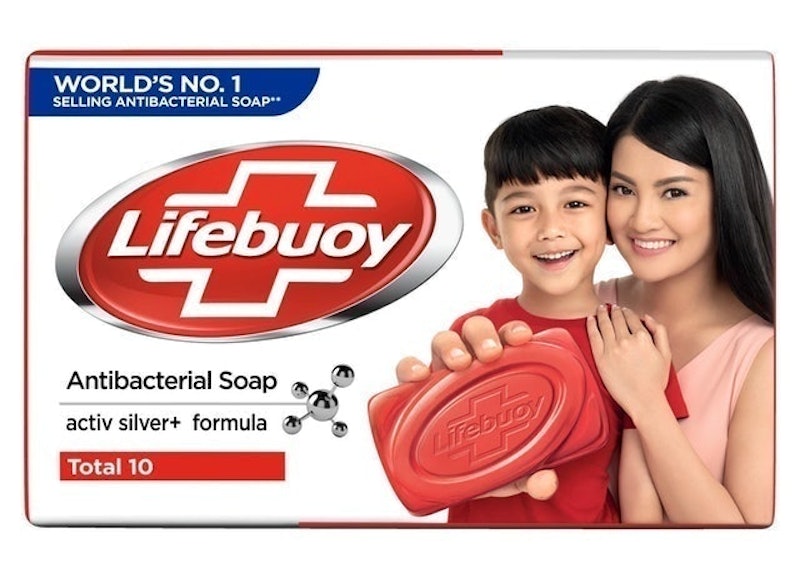 WORLD'S NO. 1
SELLING ANTIBACTERIAL SOAP**
Lifebuoy
Antibacterial Soap
activ silver+ formula
Total 10
Lifebuoy